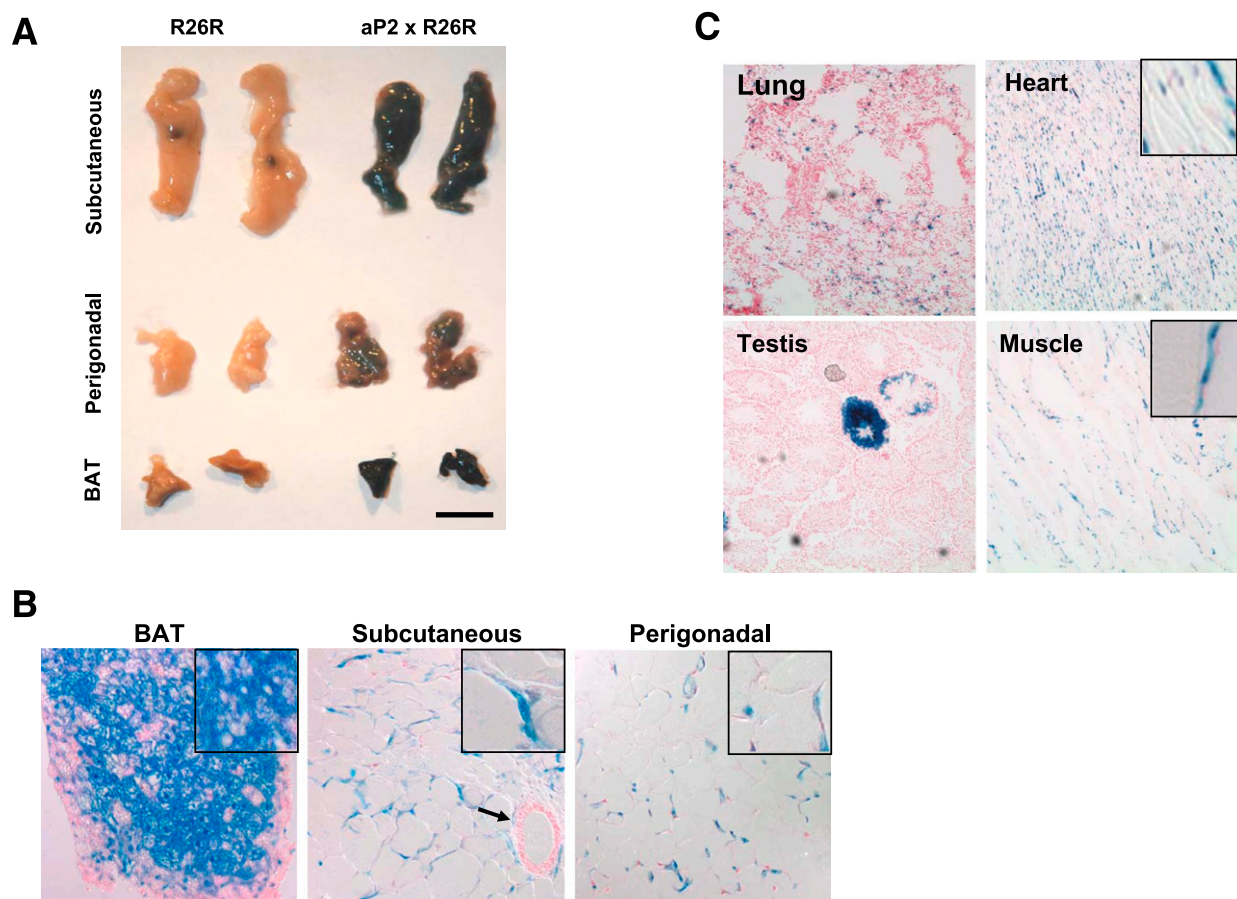 A
R26R
aP2 x R26R
Subcutaneous
Perigonadal
BAT
B
BAT
Subcutaneous
Perigonadal
C
Lung
Heart
Testis
Muscle